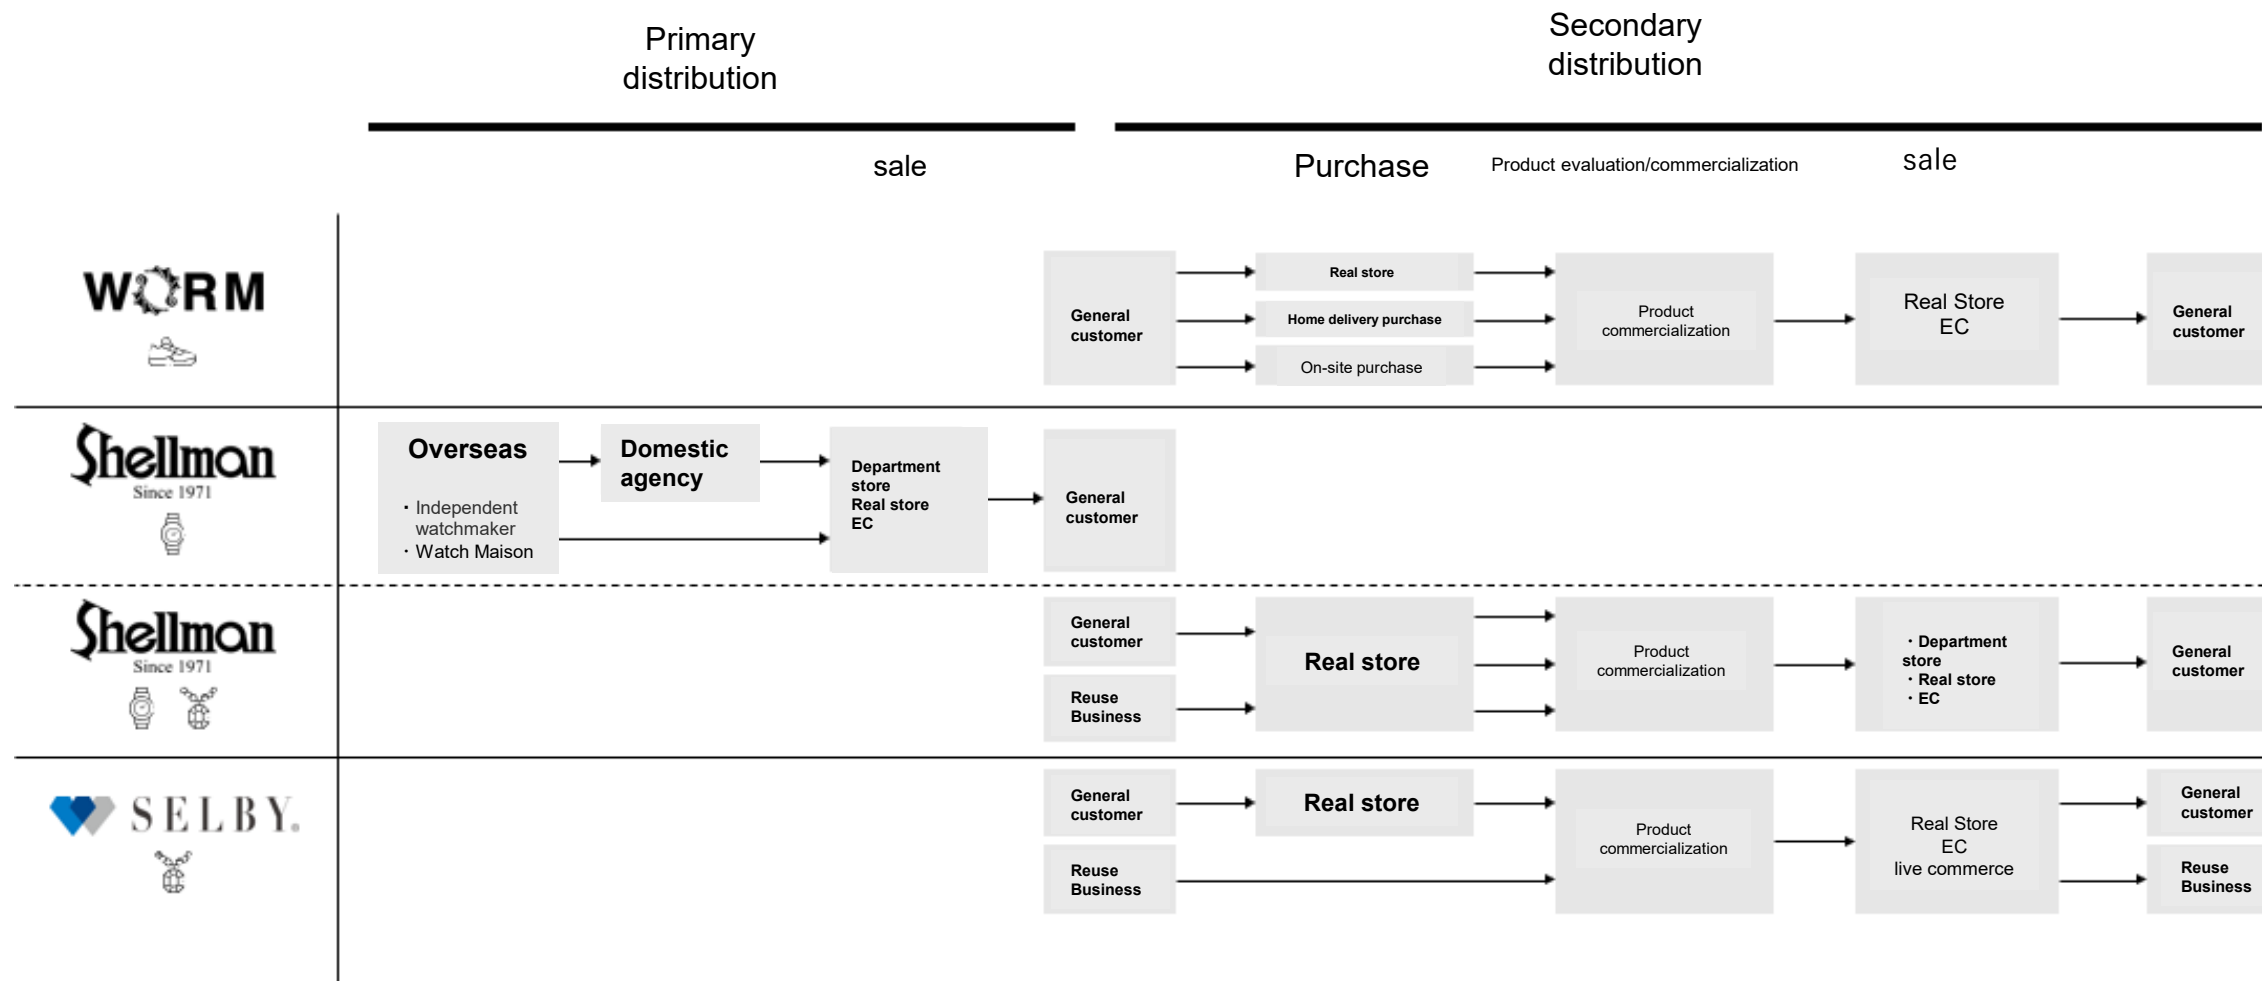 Primary
distribution
Secondary
distribution
sale
Purchase
Product evaluation/commercialization
sale
WORM
General
customer
Real store
Home delivery purchase
On-site purchase
Product
commercialization
Real Store
EC
General
customer
Shellman
Since 1971
Overseas
・Independent
watchmaker
・Watch Maison
Domestic
agency
Department
store
Real store
EC
General
customer
Shellman
Since 1971
General
customer
Reuse
Business
Real store
Product
commercialization
・Department
store
・Real store
・EC
General
customer
SELBY®
General
customer
Reuse
Business
Real store
Product
commercialization
Real Store
EC
live commerce
General
customer
Reuse
Business